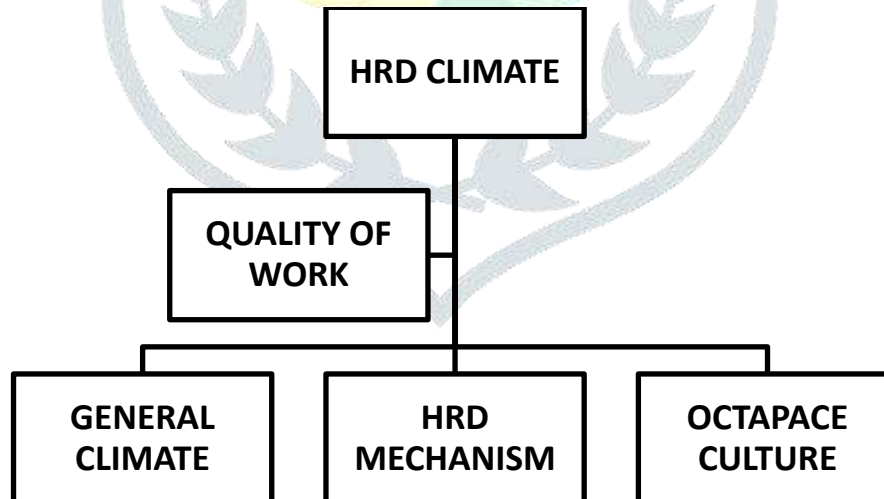 HRD CLIMATE
QUALITY OF
WORK
GENERAL
CLIMATE
HRD
MECHANISM
OCTAPACE
CULTURE